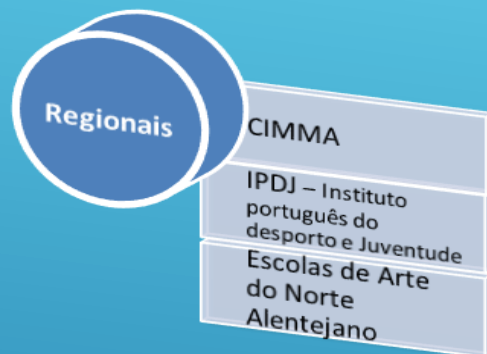 Regionais
CIMMA
IPDJ – Instituto
português do
desporto e Juventude
Escolas de Arte
do Norte
Alentejano